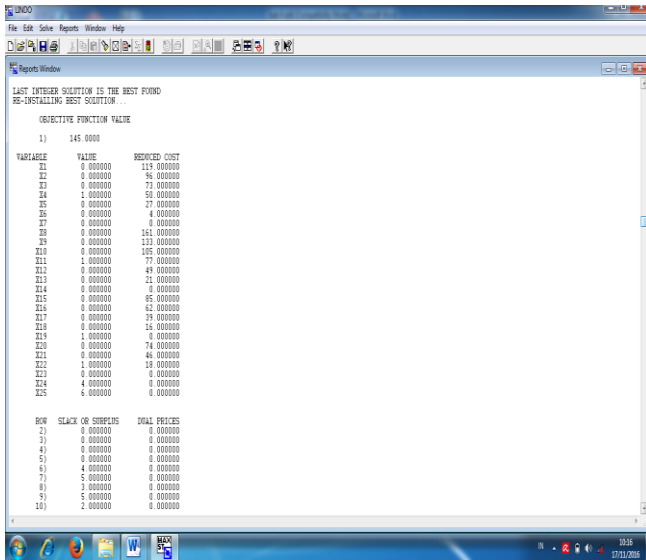 LINDO
File Edit Solve Reports Window Help
Reports Window
LAST INTEGER SOLUTION IS THE BEST FOUND
RE-INSTALLING BEST SOLUTION...
OBJECTIVE FUNCTION VALUE
1) 145.0000
VARIABLE VALUE REDUCED COST
X1 0.000000 119.000000
X2 0.000000 96.000000
X3 0.000000 73.000000
X4 1.000000 50.000000
X5 0.000000 27.000000
X6 0.000000 4.000000
X7 0.000000 0.000000
X8 0.000000 161.000000
X9 0.000000 133.000000
X10 0.000000 105.000000
X11 1.000000 77.000000
X12 0.000000 49.000000
X13 0.000000 21.000000
X14 0.000000 0.000000
X15 0.000000 85.000000
X16 0.000000 62.000000
X17 0.000000 39.000000
X18 0.000000 16.000000
X19 1.000000 0.000000
X20 0.000000 74.000000
X21 0.000000 46.000000
X22 1.000000 18.000000
X23 0.000000 0.000000
X24 4.000000 0.000000
X25 6.000000 0.000000
ROW SLACK OR SURPLUS DUAL PRICES
2) 0.000000 0.000000
3) 0.000000 0.000000
4) 0.000000 0.000000
5) 0.000000 0.000000
6) 4.000000 0.000000
7) 5.000000 0.000000
8) 3.000000 0.000000
9) 5.000000 0.000000
10) 2.000000 0.000000
MAX
ST
IN
10:16
17/11/2016